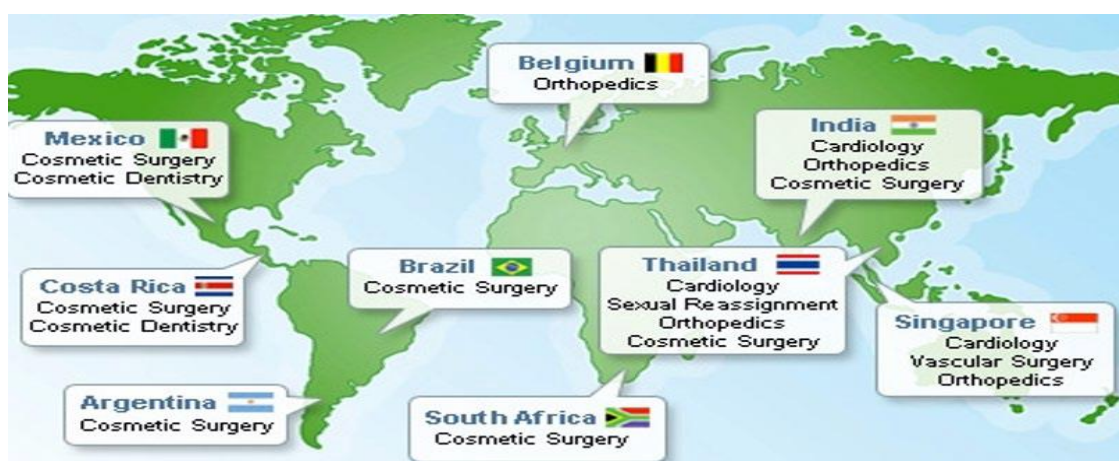 Belgium
Orthopedics
Mexico
Cosmetic Surgery
Cosmetic Dentistry
India
Cardiology
Orthopedics
Cosmetic Surgery
Costa Rica
Cosmetic Surgery
Cosmetic Dentistry
Brazil
Cosmetic Surgery
Thailand
Cardiology
Sexual Reassignment
Orthopedics
Cosmetic Surgery
Singapore
Cardiology
Vascular Surgery
Orthopedics
Argentina
Cosmetic Surgery
South Africa
Cosmetic Surgery